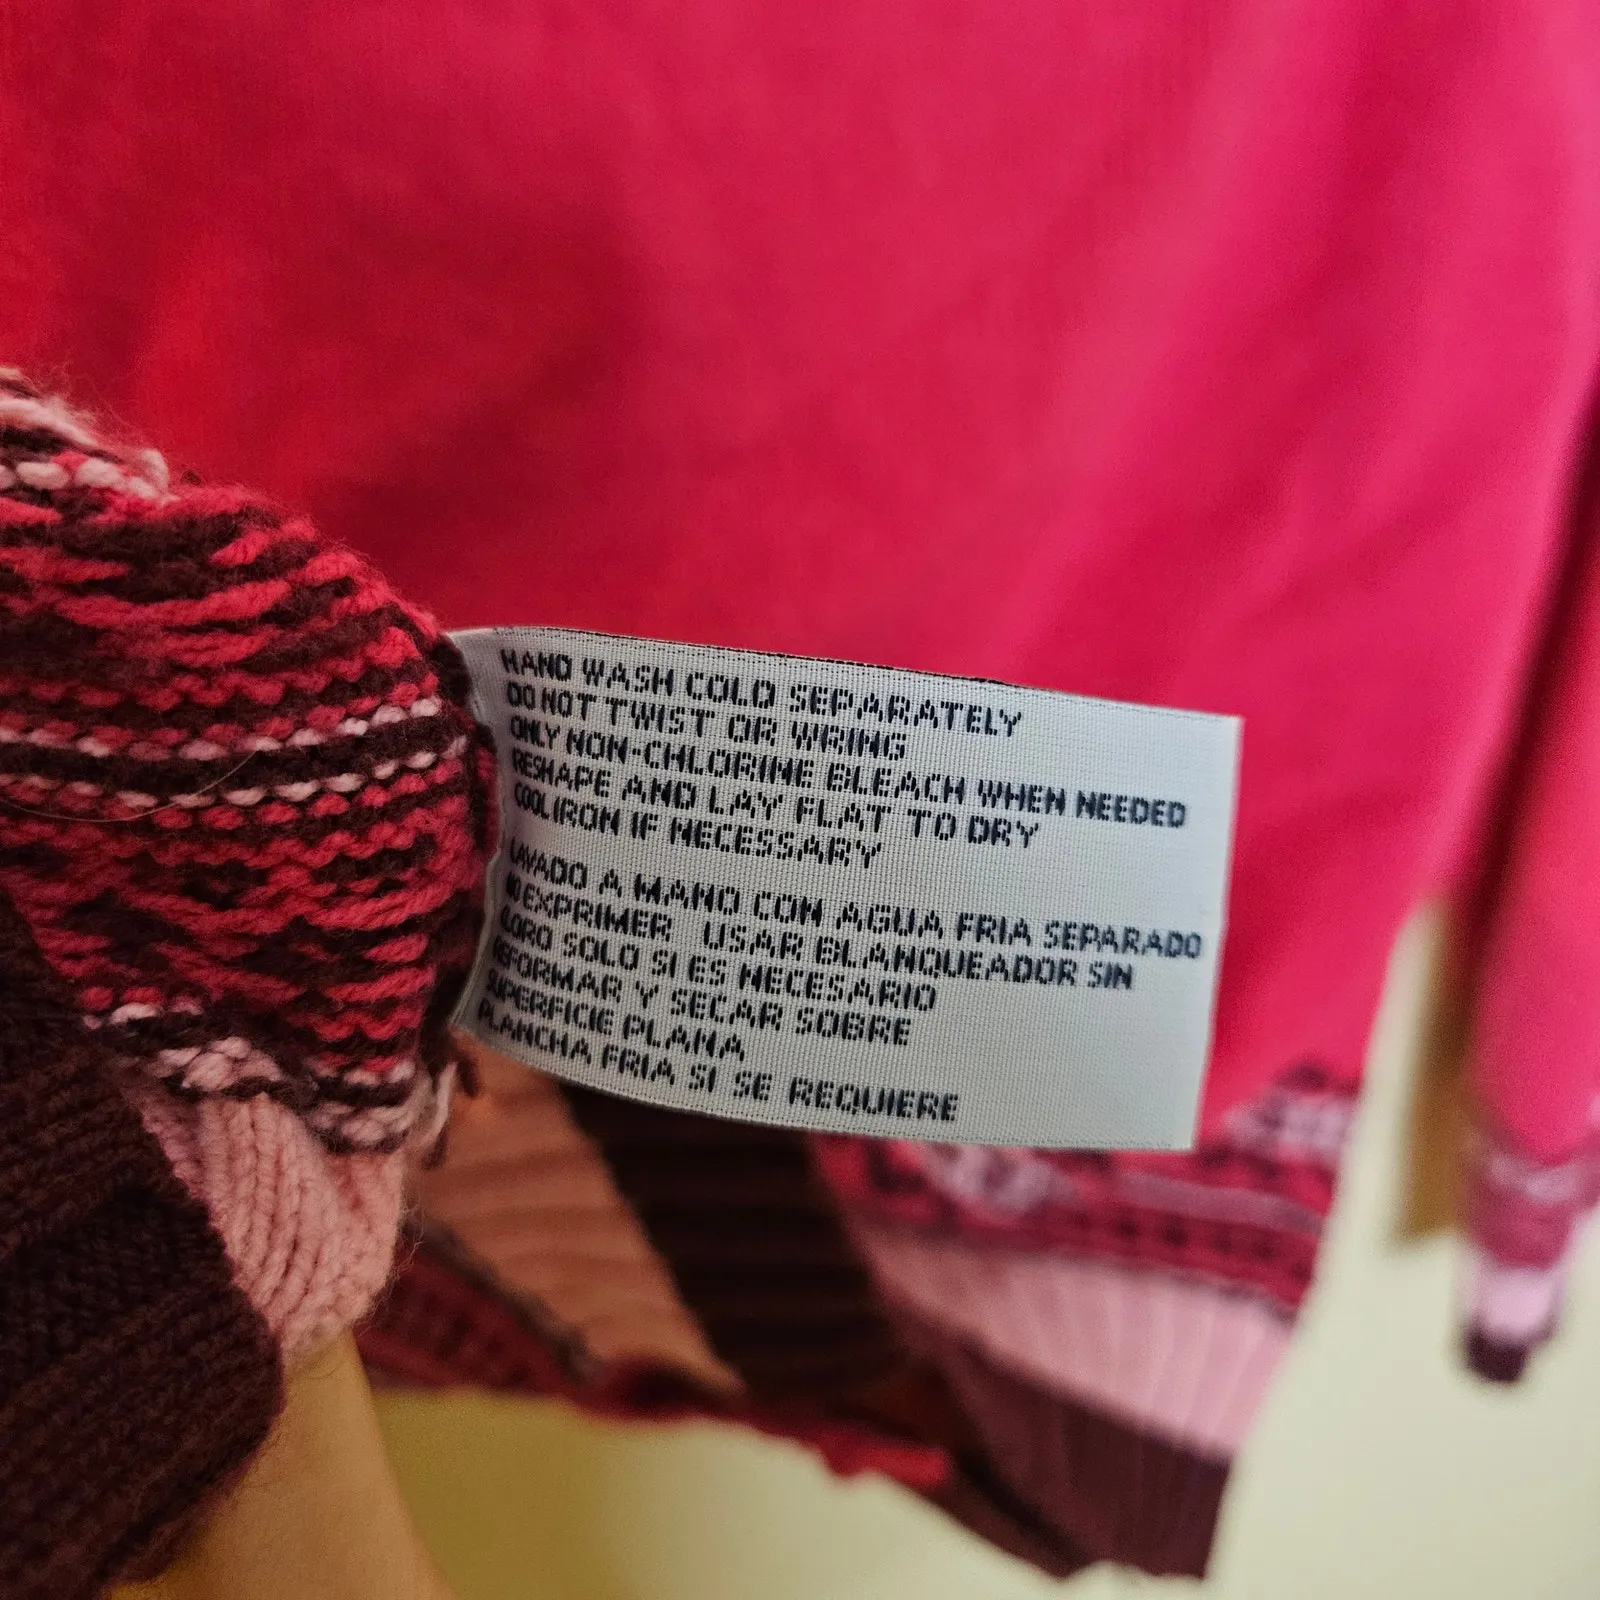 HAND WASH COLD SEPARATELY
DO NOT TWIST OR WRING
ONLY NON-CHLORINE BLEACH WHEN NEEDED
RESHAPE AND LAY FLAT TO DRY
COOL IRON IF NECESSARY
LAVADO A MANO CON AGUA FRIA SEPARADO
NO EXPRIMER USAR BLANQUEADOR SIN
CLORO SOLO SI ES NECESARIO
REFORMAR Y SECAR SOBRE
SUPERFICIE PLANA
PLANCHA FRIA SI SE REQUIERE